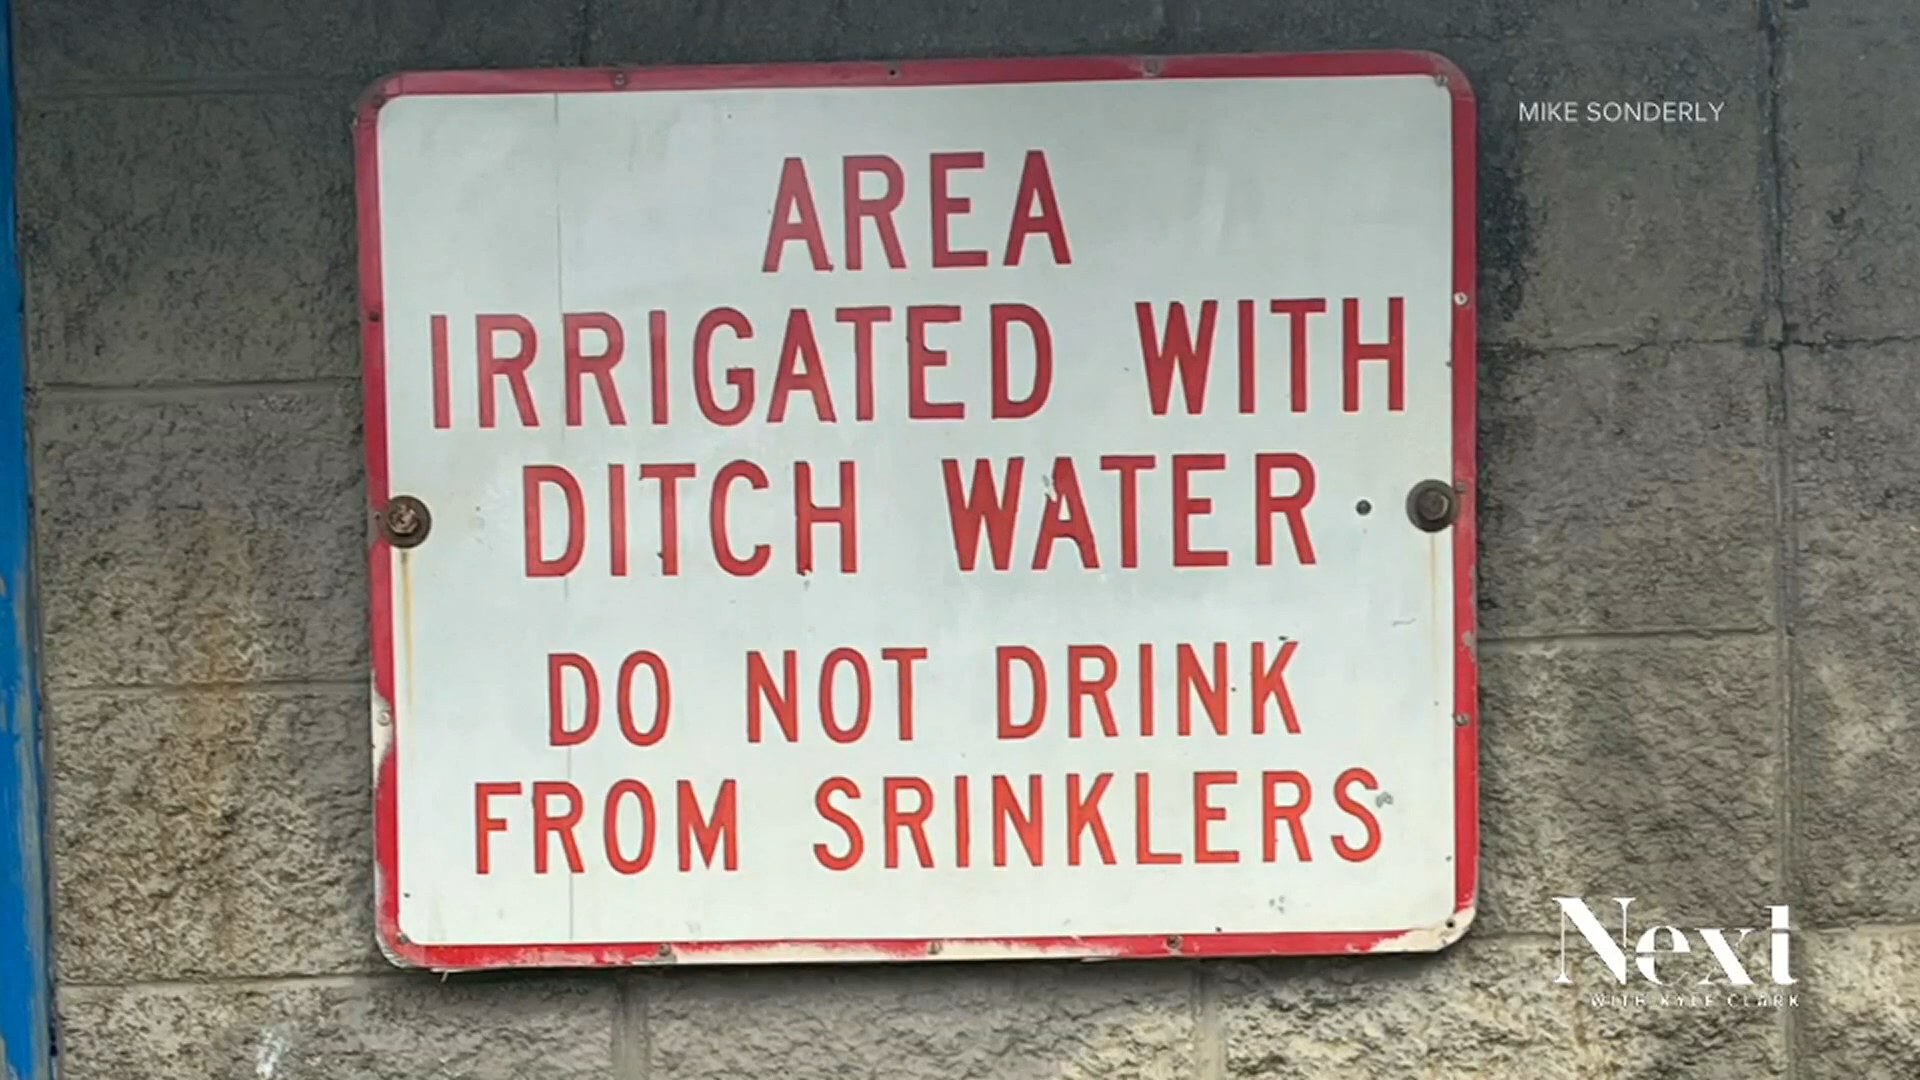 MIKE SONDERLY
AREA
IRRIGATED WITH
DITCH WATER
DO NOT DRINK
FROM SRINKLERS
Next
WITH KYLE CLARK